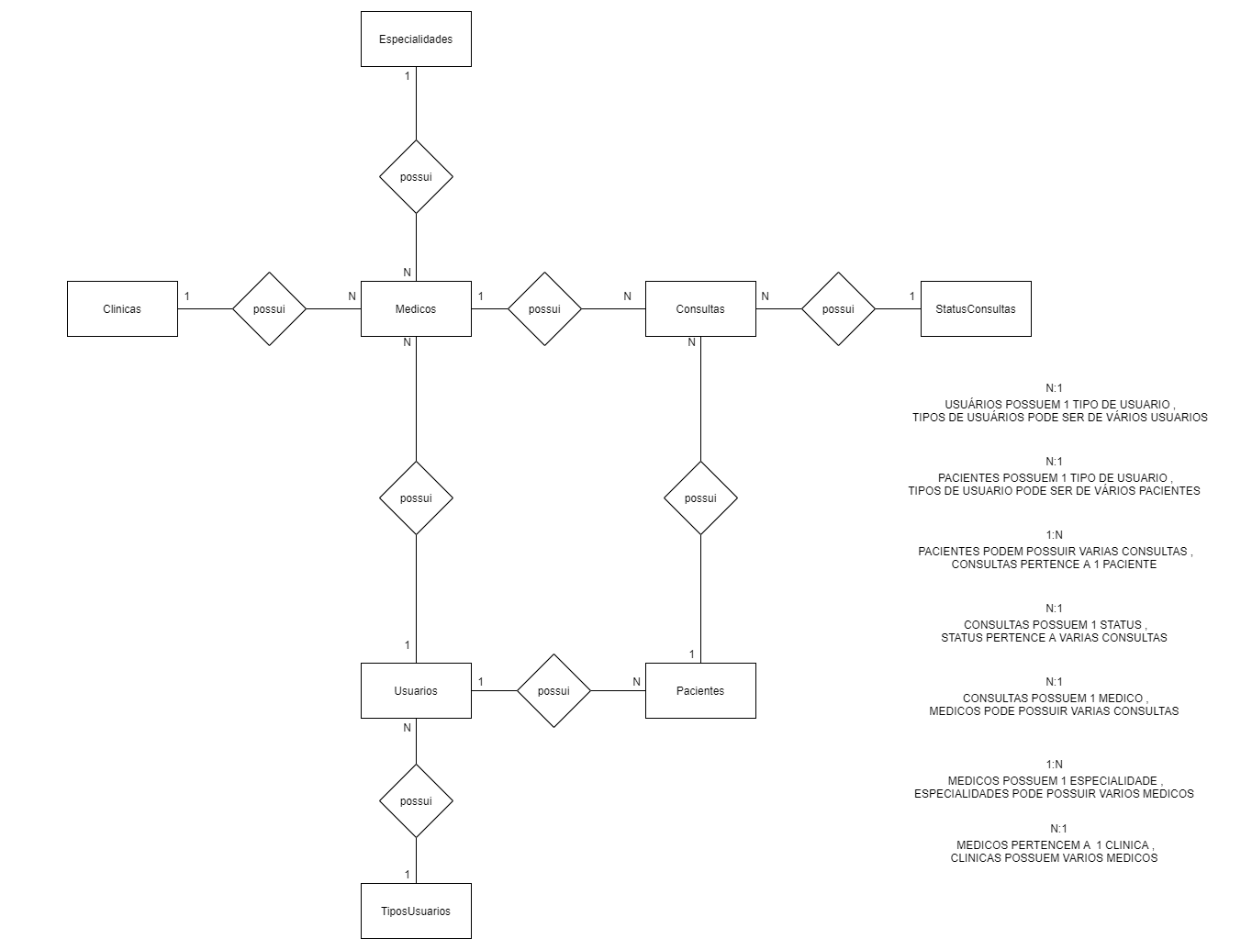 Especialidades
1
possui
N
Clinicas
1
possui
N
Medicos
1
possui
N
Consultas
N
possui
1
StatusConsultas
N
N
N:1
USUÁRIOS POSSUEM 1 TIPO DE USUARIO ,
TIPOS DE USUÁRIOS PODE SER DE VÁRIOS USUARIOS
N:1
PACIENTES POSSUEM 1 TIPO DE USUARIO ,
TIPOS DE USUARIO PODE SER DE VÁRIOS PACIENTES
possui
possui
1:N
PACIENTES PODEM POSSUIR VARIAS CONSULTAS ,
CONSULTAS PERTENCE A 1 PACIENTE
N:1
CONSULTAS POSSUEM 1 STATUS ,
STATUS PERTENCE A VARIAS CONSULTAS
1
1
Usuarios
1
possui
N
Pacientes
N:1
CONSULTAS POSSUEM 1 MEDICO ,
MEDICOS PODE POSSUIR VARIAS CONSULTAS
N
possui
1:N
MEDICOS POSSUEM 1 ESPECIALIDADE ,
ESPECIALIDADES PODE POSSUIR VARIOS MEDICOS
N:1
MEDICOS PERTENCEM A 1 CLINICA ,
CLINICAS POSSUEM VARIOS MEDICOS
1
TiposUsuarios